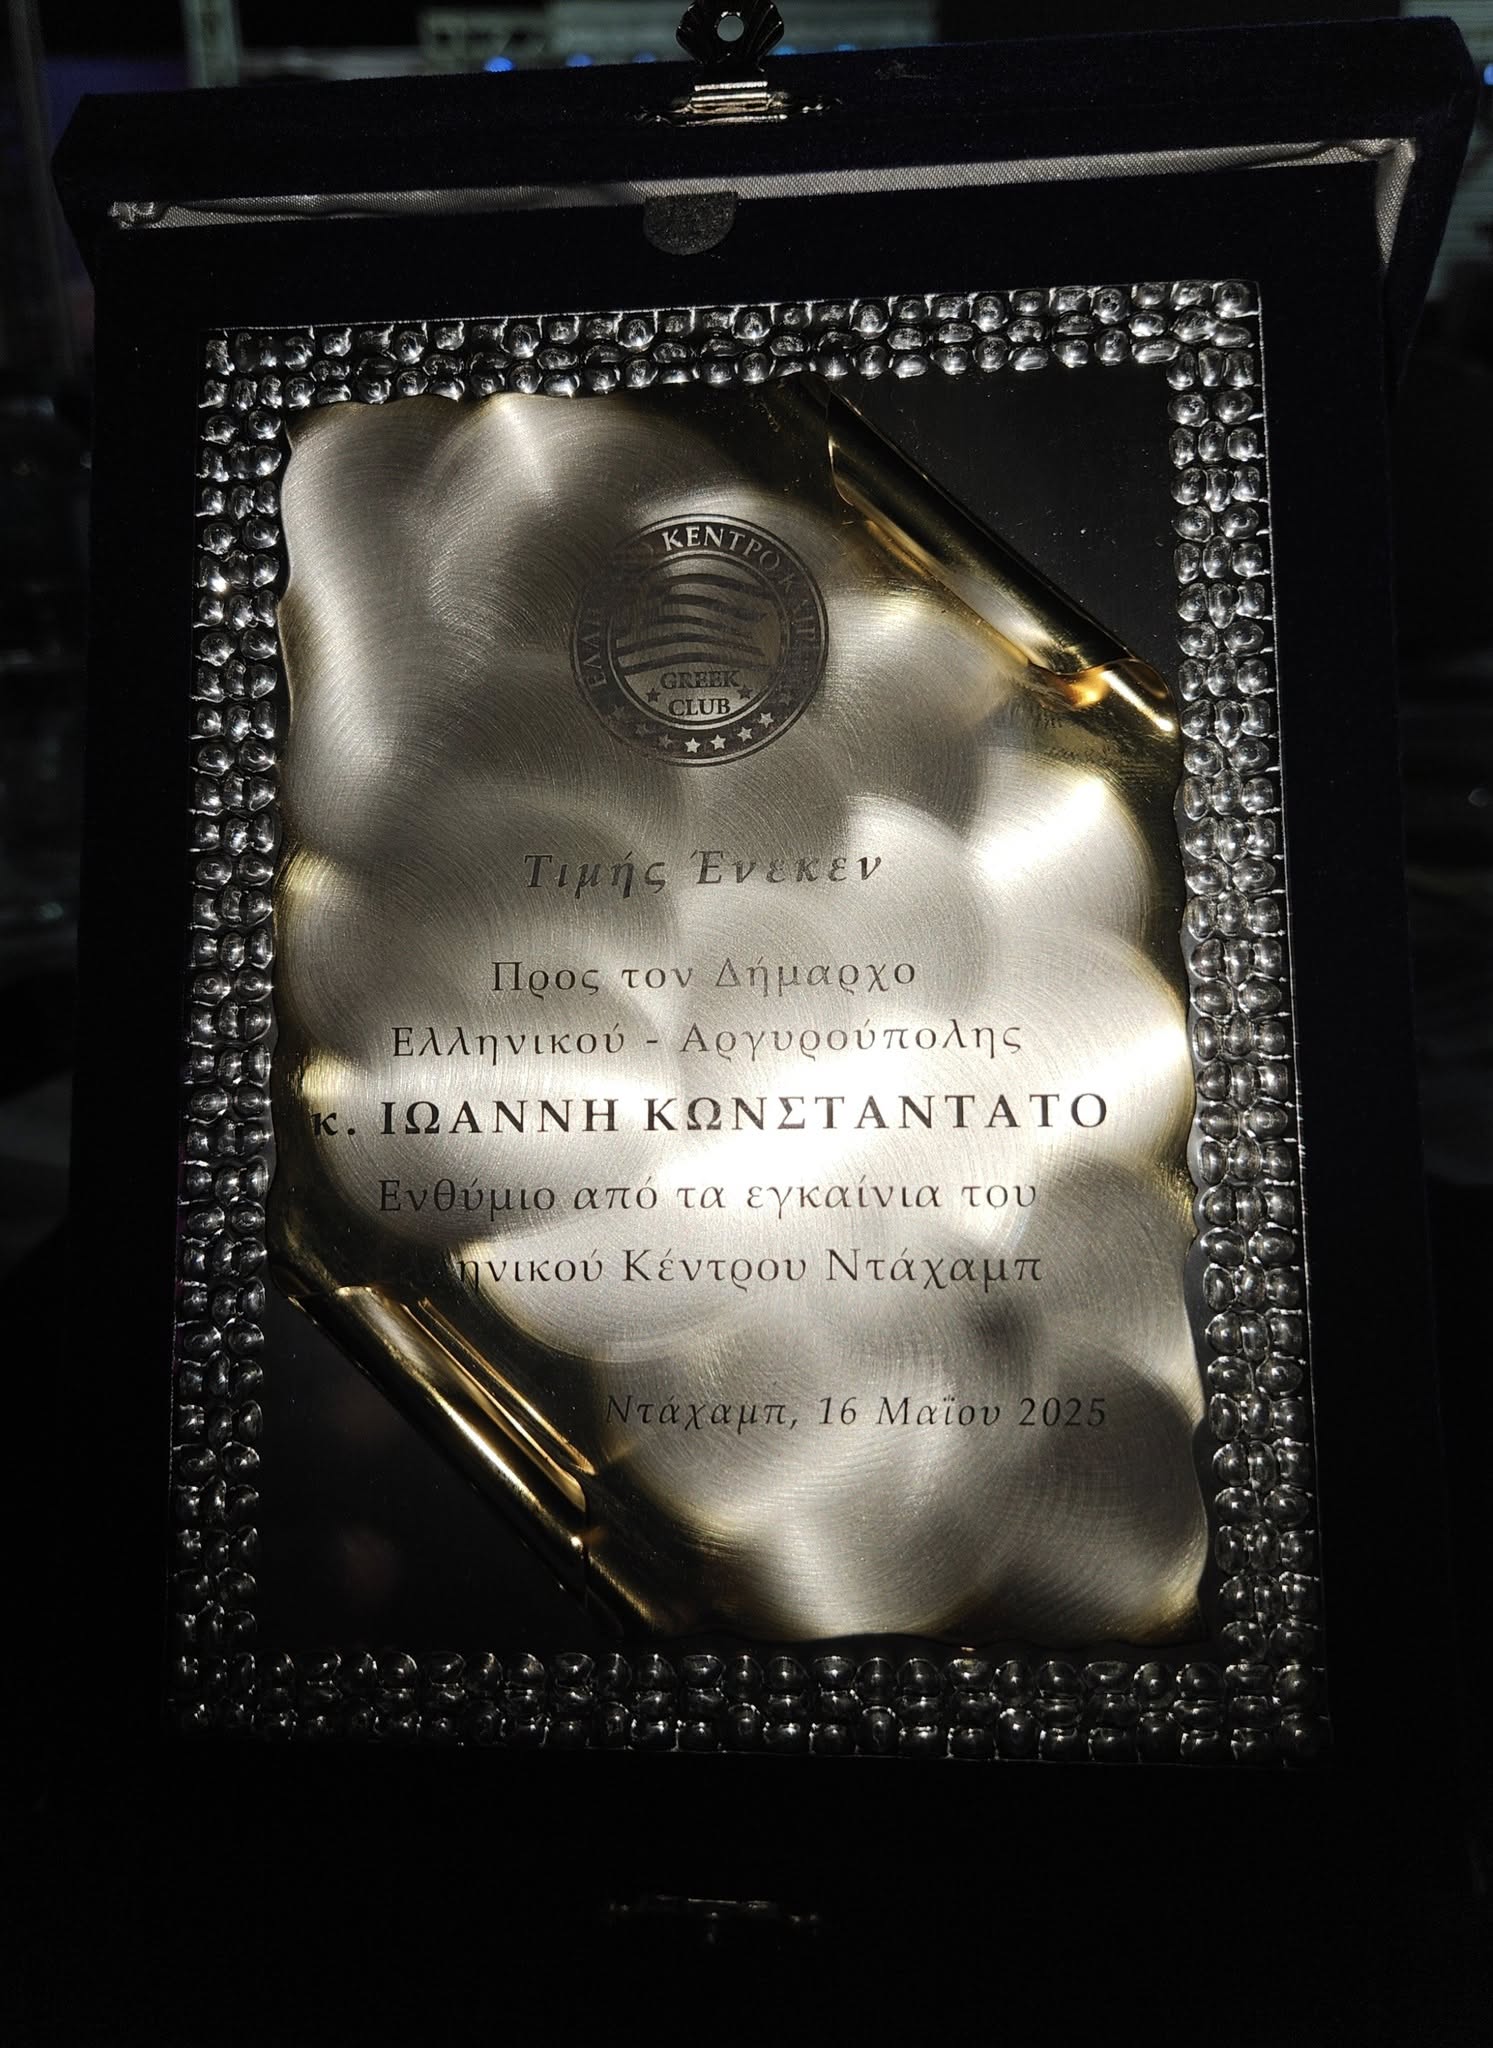 ΚΕΝΤΡΟ
GREEK
CLUB
Τιμής Ένεκεν
Προς τον Δήμαρχο
Ελληνικού - Αργυρούπολης
κ. ΙΩΑΝΝΗ ΚΩΝΣΤΑΝΤΑΤΟ
Ενθύμιο από τα εγκαίνια του
Κέντρου Ντάχαμπ
Ντάχαμπ, 16 Μαΐου 2025